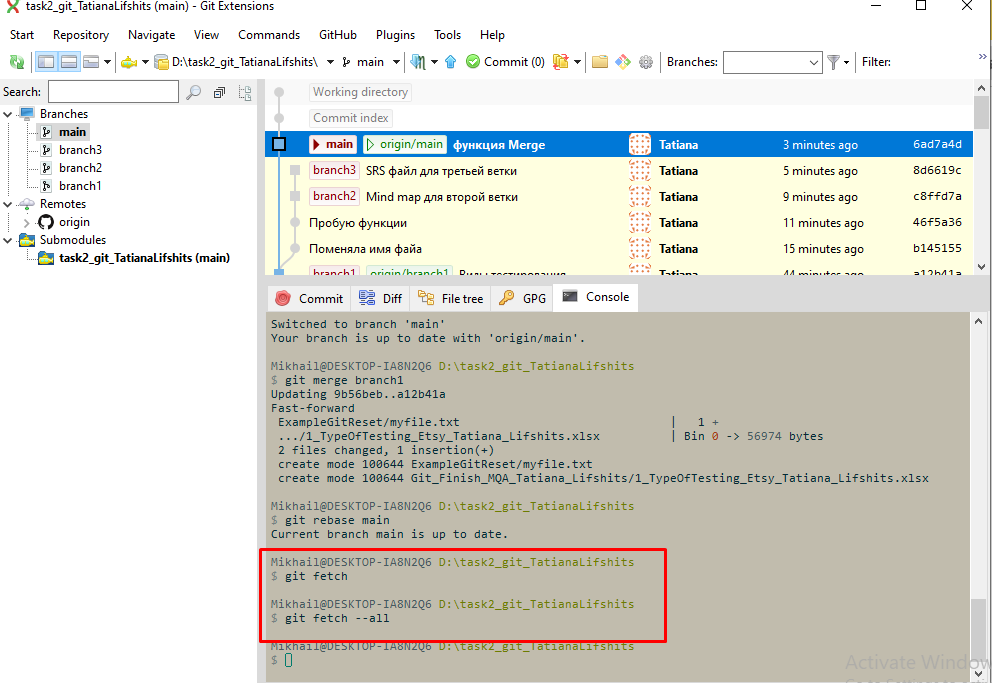 task2_git_TatianaLifshits (main) - Git Extensions
Start Repository Navigate View Commands GitHub Plugins Tools Help
D:\task2_git_TatianaLifshits\ main Commit (0) Branches: Filter: »
Search:
Branches
main
branch3
branch2
branch1
Remotes
origin
Submodules
task2_git_TatianaLifshits (main)
Working directory
Commit index
main origin/main функция Merge Tatiana 3 minutes ago 6ad7a4d
branch3 SRS файл для третьей ветки Tatiana 5 minutes ago 8d6619c
branch2 Mind map для второй ветки Tatiana 9 minutes ago c8ffd7a
Пробую функции Tatiana 11 minutes ago 46f5a36
Поменяла имя файа Tatiana 15 minutes ago b145155
branch1 origin/branch1 Виды тестирования Tatiana 44 minutes ago a12b41a
Commit Diff File tree GPG Console
Switched to branch 'main'
Your branch is up to date with 'origin/main'.
Mikhail@DESKTOP-IA8N2Q6 D:\task2_git_TatianaLifshits
$ git merge branch1
Updating 9b56beb..a12b41a
Fast-forward
ExampleGitReset/myfile.txt | 1 +
.../1_TypeOfTesting_Etsy_Tatiana_Lifshits.xlsx | Bin 0 -> 56974 bytes
2 files changed, 1 insertion(+)
create mode 100644 ExampleGitReset/myfile.txt
create mode 100644 Git_Finish_MQA_Tatiana_Lifshits/1_TypeOfTesting_Etsy_Tatiana_Lifshits.xlsx
Mikhail@DESKTOP-IA8N2Q6 D:\task2_git_TatianaLifshits
$ git rebase main
Current branch main is up to date.
Mikhail@DESKTOP-IA8N2Q6 D:\task2_git_TatianaLifshits
$ git fetch
Mikhail@DESKTOP-IA8N2Q6 D:\task2_git_TatianaLifshits
$ git fetch --all
Mikhail@DESKTOP-IA8N2Q6 D:\task2_git_TatianaLifshits
$
Activate Window